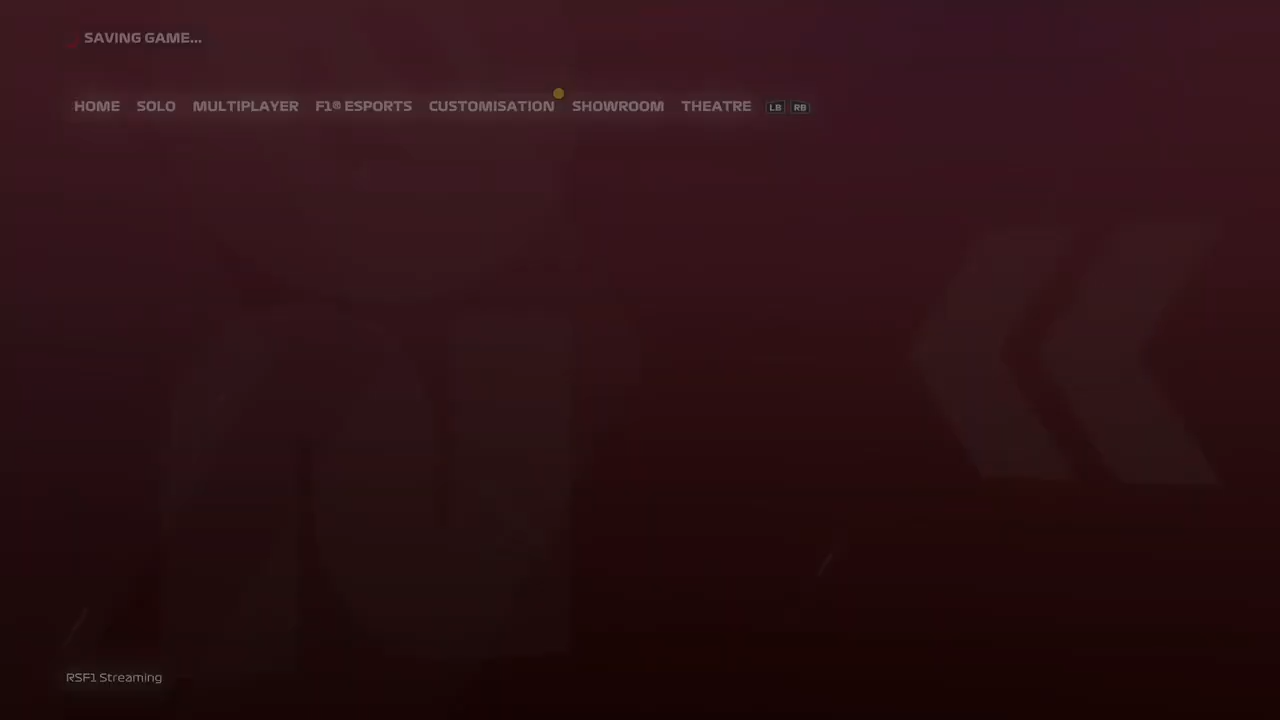 SAVING GAME...
HOME SOLO MULTIPLAYER F1® ESPORTS CUSTOMISATION SHOWROOM THEATRE LB RB
RSF1 Streaming